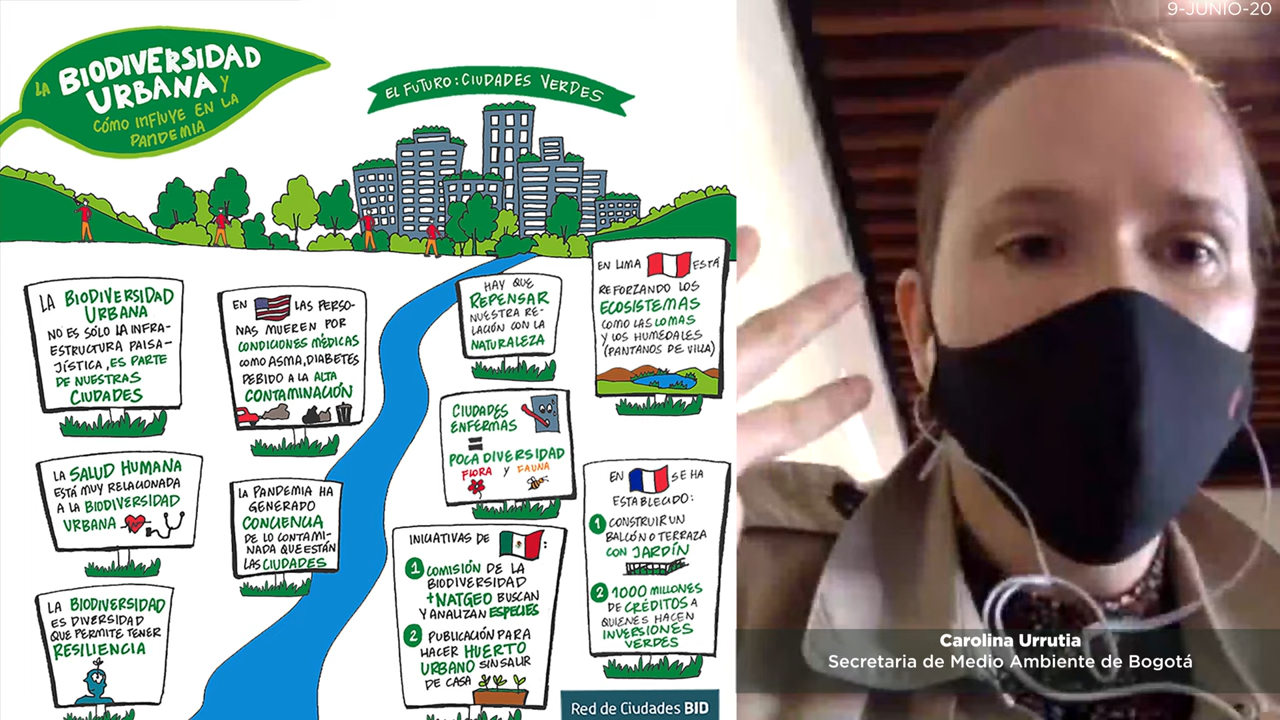 9-JUNIO-20
LA
BIODIVERSIDAD
URBANA Y
CÓMO INFLUYE EN LA
PANDEMIA
EL FUTURO: CIUDADES VERDES
LA BIODIVERSIDAD
URBANA
NO ES SÓLO LA INFRA-
ESTRUCTURA PAISA-
JÍSTICA, ES PARTE
DE NUESTRAS
CIUDADES
EN LAS PERSO-
NAS MUEREN POR
CONDICIONES MÉDICAS
COMO ASMA, DIABETES
DEBIDO A LA ALTA
CONTAMINACIÓN
HAY QUE
REPENSAR
NUESTRA RE-
LACIÓN CON LA
NATURALEZA
EN LIMA ESTÁ
REFORZANDO LOS
ECOSISTEMAS
COMO LAS LOMAS
Y LOS HUMEDALES
(PANTANOS DE VILLA)
LA SALUD HUMANA
ESTÁ MUY RELACIONADA
A LA BIODIVERSIDAD
URBANA
LA PANDEMIA HA
GENERADO
CONCIENCIA
DE LO CONTAMI-
NADA QUE ESTÁN
LAS CIUDADES
CIUDADES
ENFERMAS
=
POCA DIVERSIDAD
FLORA Y FAUNA
EN SE HA
ESTABLECIDO:
1 CONSTRUIR UN
BALCÓN O TERRAZA
CON JARDÍN
2 1000 MILLONES
DE CRÉDITOS A
QUIENES HACEN
INVERSIONES
VERDES
LA BIODIVERSIDAD
ES DIVERSIDAD
QUE PERMITE TENER
RESILIENCIA
INICIATIVAS DE :
1 COMISIÓN DE LA
BIODIVERSIDAD
+NATGEO BUSCAN
Y ANALIZAN ESPECIES
2 PUBLICACIÓN PARA
HACER HUERTO
URBANO SIN SALIR
DE CASA
Red de Ciudades BID
Carolina Urrutia
Secretaria de Medio Ambiente de Bogotá